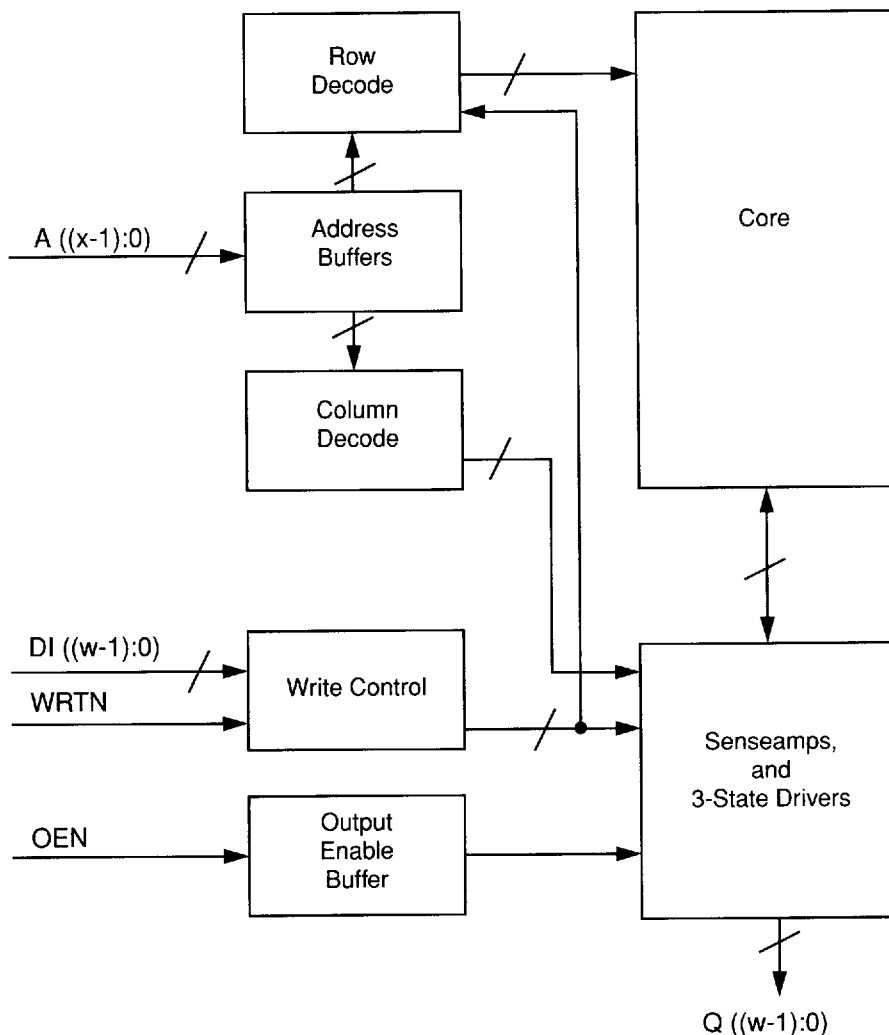 Row
Decode
Core
A ((x-1):0)
Address
Buffers
Column
Decode
DI ((w-1):0)
WRTN
Write Control
Senseamps,
and
3-State Drivers
OEN
Output
Enable
Buffer
Q ((w-1):0)